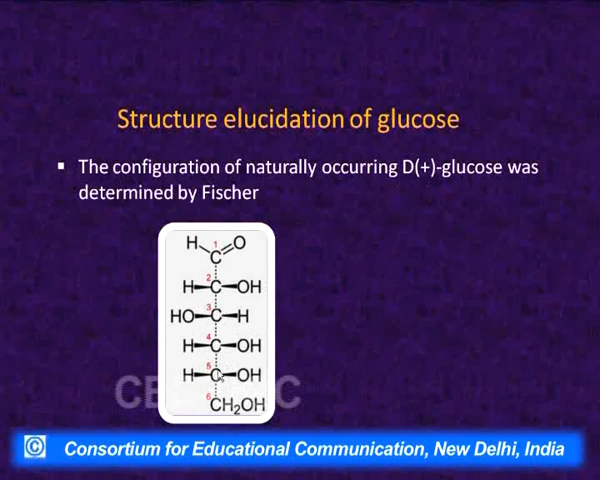 Structure elucidation of glucose
▪ The configuration of naturally occurring D(+)-glucose was
determined by Fischer
H 1 O
C
2
H C OH
3
HO C H
4
H C OH
5
H C OH
6
CH₂OH
© Consortium for Educational Communication, New Delhi, India